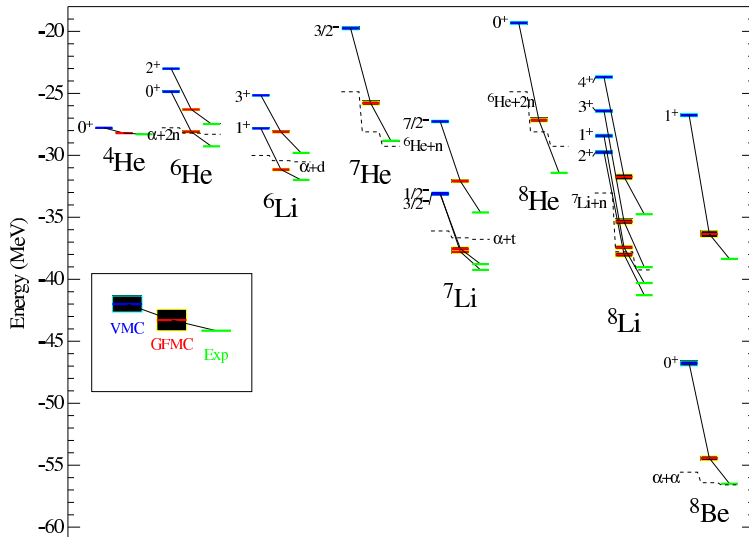 Energy (MeV)
-20
-25
-30
-35
-40
-45
-50
-55
-60
0⁺
⁴He
2⁺
0⁺
α+2n
⁶He
3⁺
1⁺
α+d
⁶Li
3/2⁻
⁶He+n
⁷He
7/2⁻
1/2⁻
3/2⁻
α+t
⁷Li
0⁺
⁶He+2n
⁸He
4⁺
3⁺
1⁺
2⁺
⁷Li+n
⁸Li
1⁺
0⁺
α+α
⁸Be
VMC
GFMC
Exp